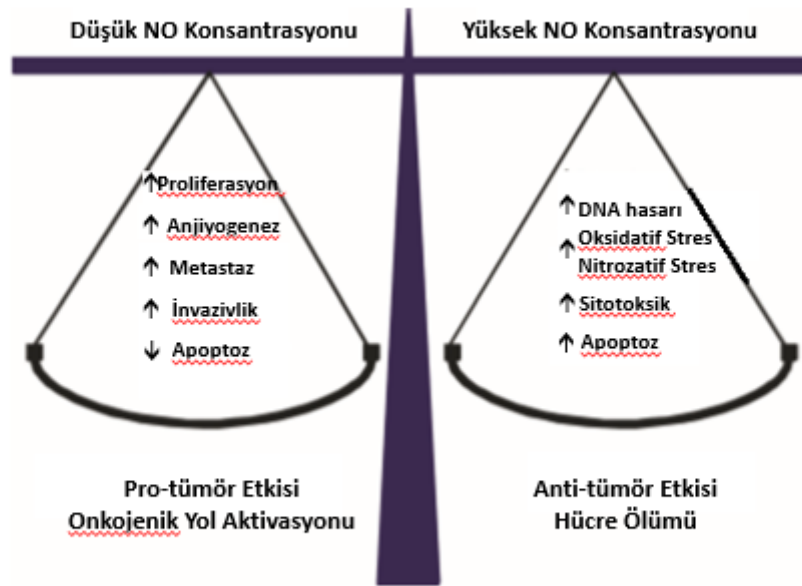 Düşük NO Konsantrasyonu
↑Proliferasyon
↑ Anjiyogenez
↑ Metastaz
↑ İnvazivlik
↓ Apoptoz
Pro-tümör Etkisi
Onkojenik Yol Aktivasyonu
Yüksek NO Konsantrasyonu
↑ DNA hasarı
↑ Oksidatif Stres
Nitrozatif Stres
↑ Sitotoksik
↑ Apoptoz
Anti-tümör Etkisi
Hücre Ölümü